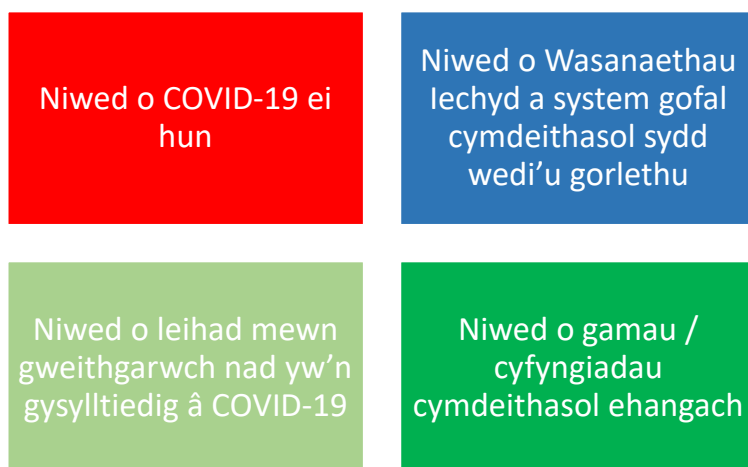 Niwed o COVID-19 ei
hun
Niwed o Wasanaethau
Iechyd a system gofal
cymdeithasol sydd
wedi’u gorlethu
Niwed o leihad mewn
gweithgarwch nad yw’n
gysylltiedig â COVID-19
Niwed o gamau /
cyfyngiadau
cymdeithasol ehangach